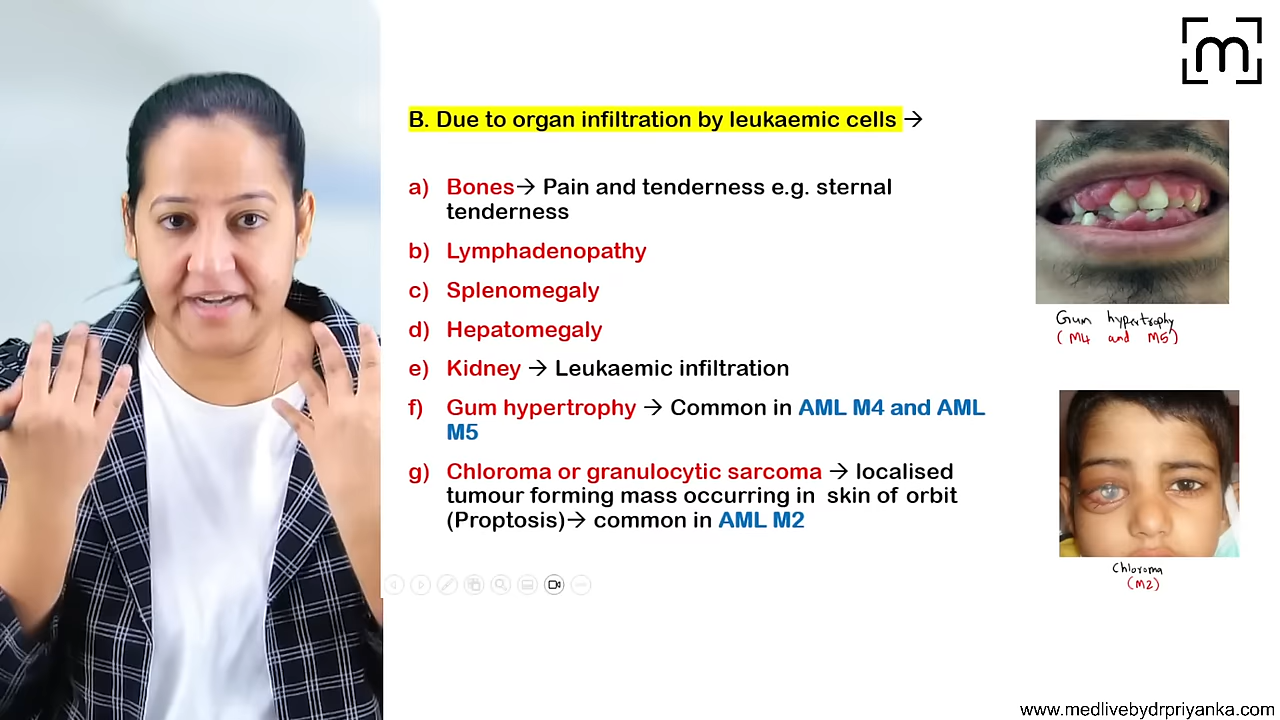 m
B. Due to organ infiltration by leukaemic cells →
a) Bones→ Pain and tenderness e.g. sternal
tenderness
b) Lymphadenopathy
c) Splenomegaly
d) Hepatomegaly
e) Kidney → Leukaemic infiltration
f) Gum hypertrophy → Common in AML M4 and AML
M5
g) Chloroma or granulocytic sarcoma → localised
tumour forming mass occurring in skin of orbit
(Proptosis)→ common in AML M2
Gum hypertrophy
(M4 and M5)
Chloroma
(M2)
www.medlivebydrpriyanka.com